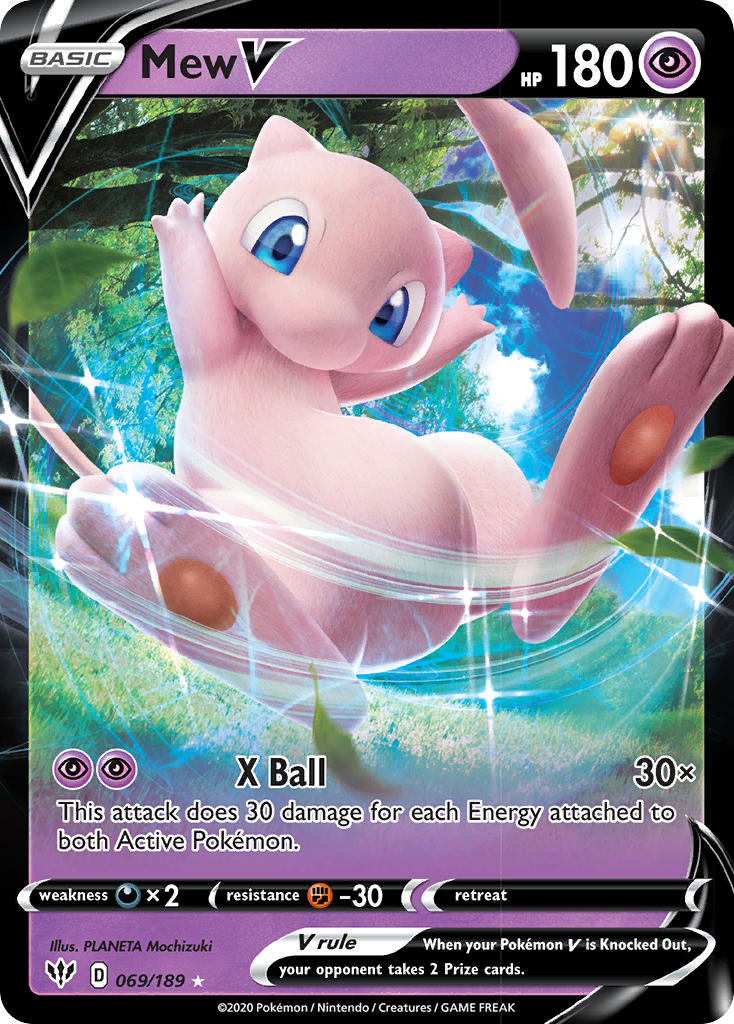 BASIC Mew V HP 180
X Ball 30×
This attack does 30 damage for each Energy attached to
both Active Pokémon.
weakness ×2 resistance -30 retreat
Illus. PLANETA Mochizuki
V rule When your Pokémon V is Knocked Out,
your opponent takes 2 Prize cards.
D 069/189 ★
©2020 Pokémon / Nintendo / Creatures / GAME FREAK